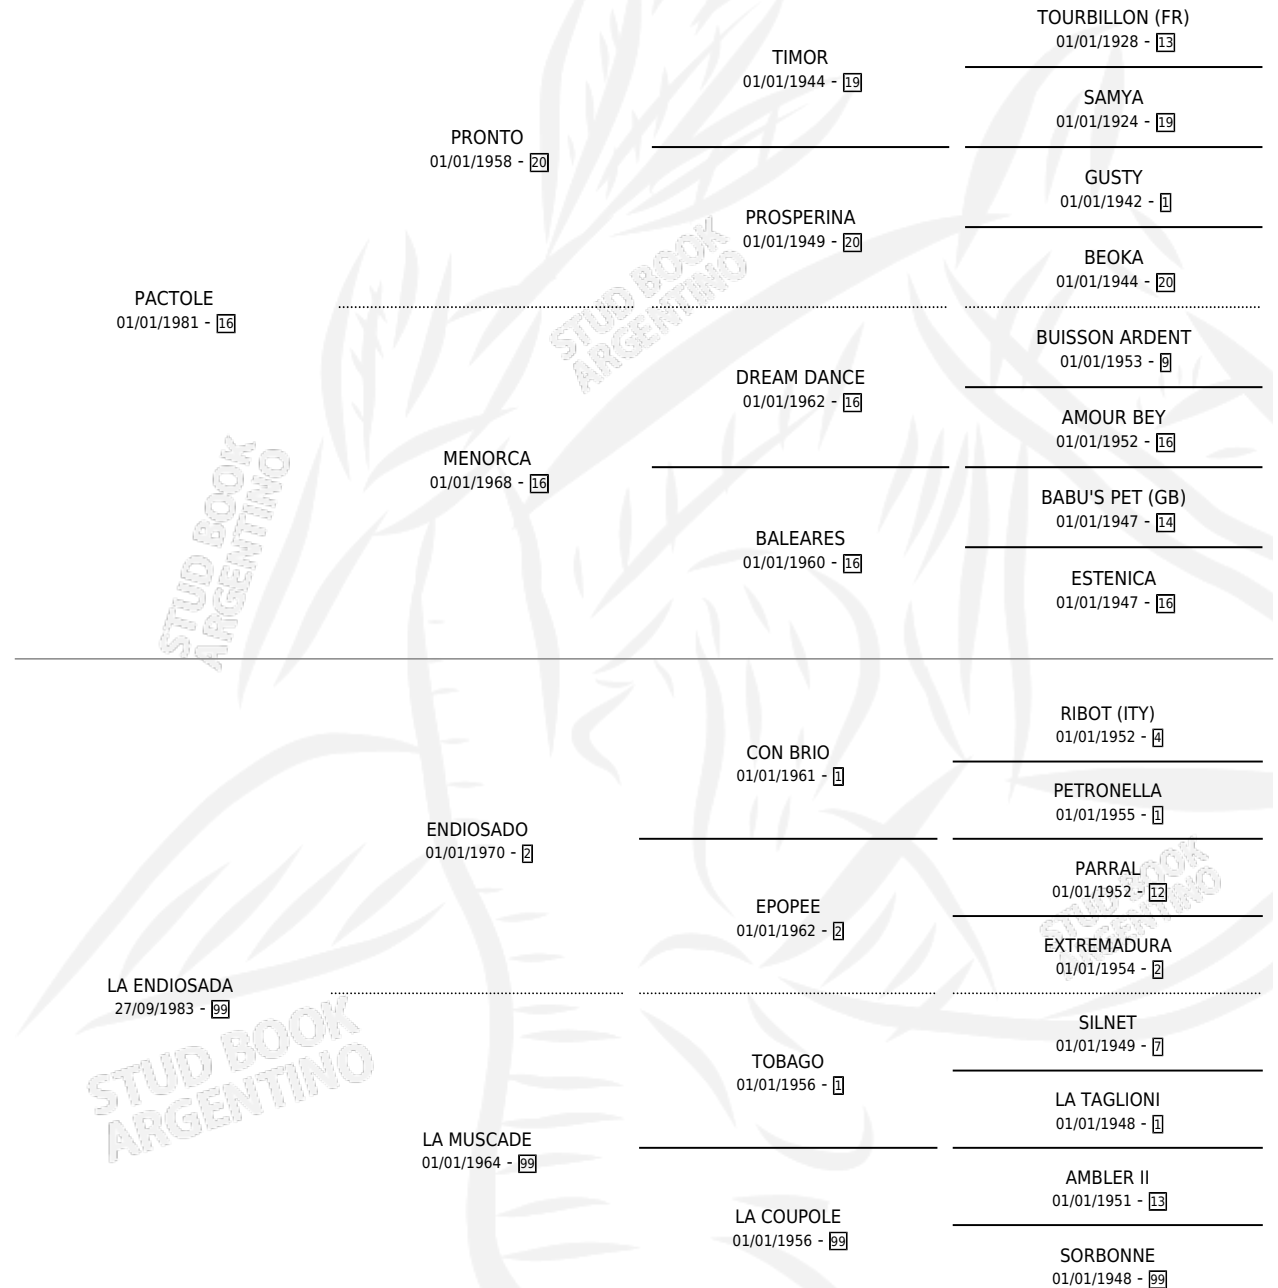 TOURBILLON (FR)
01/01/1928 - 13
TIMOR
01/01/1944 - 19
SAMYA
01/01/1924 - 19
PRONTO
01/01/1958 - 20
GUSTY
01/01/1942 - 1
PROSPERINA
01/01/1949 - 20
BEOKA
01/01/1944 - 20
PACTOLE
01/01/1981 - 16
STUD BOOK
ARGENTINO
BUISSON ARDENT
01/01/1953 - 9
DREAM DANCE
01/01/1962 - 16
AMOUR BEY
01/01/1952 - 16
MENORCA
01/01/1968 - 16
BABU'S PET (GB)
01/01/1947 - 14
BALEARES
01/01/1960 - 16
ESTENICA
01/01/1947 - 16
STUD BOOK
ARGENTINO
RIBOT (ITY)
01/01/1952 - 4
CON BRIO
01/01/1961 - 1
PETRONELLA
01/01/1955 - 1
ENDIOSADO
01/01/1970 - 2
PARRAL
01/01/1952 - 12
EPOPEE
01/01/1962 - 2
EXTREMADURA
01/01/1954 - 2
STUD BOOK
ARGENTINO
LA ENDIOSADA
27/09/1983 - 99
STUD BOOK
ARGENTINO
SILNET
01/01/1949 - 7
TOBAGO
01/01/1956 - 1
LA TAGLIONI
01/01/1948 - 1
LA MUSCADE
01/01/1964 - 99
AMBLER II
01/01/1951 - 13
LA COUPOLE
01/01/1956 - 99
SORBONNE
01/01/1948 - 99